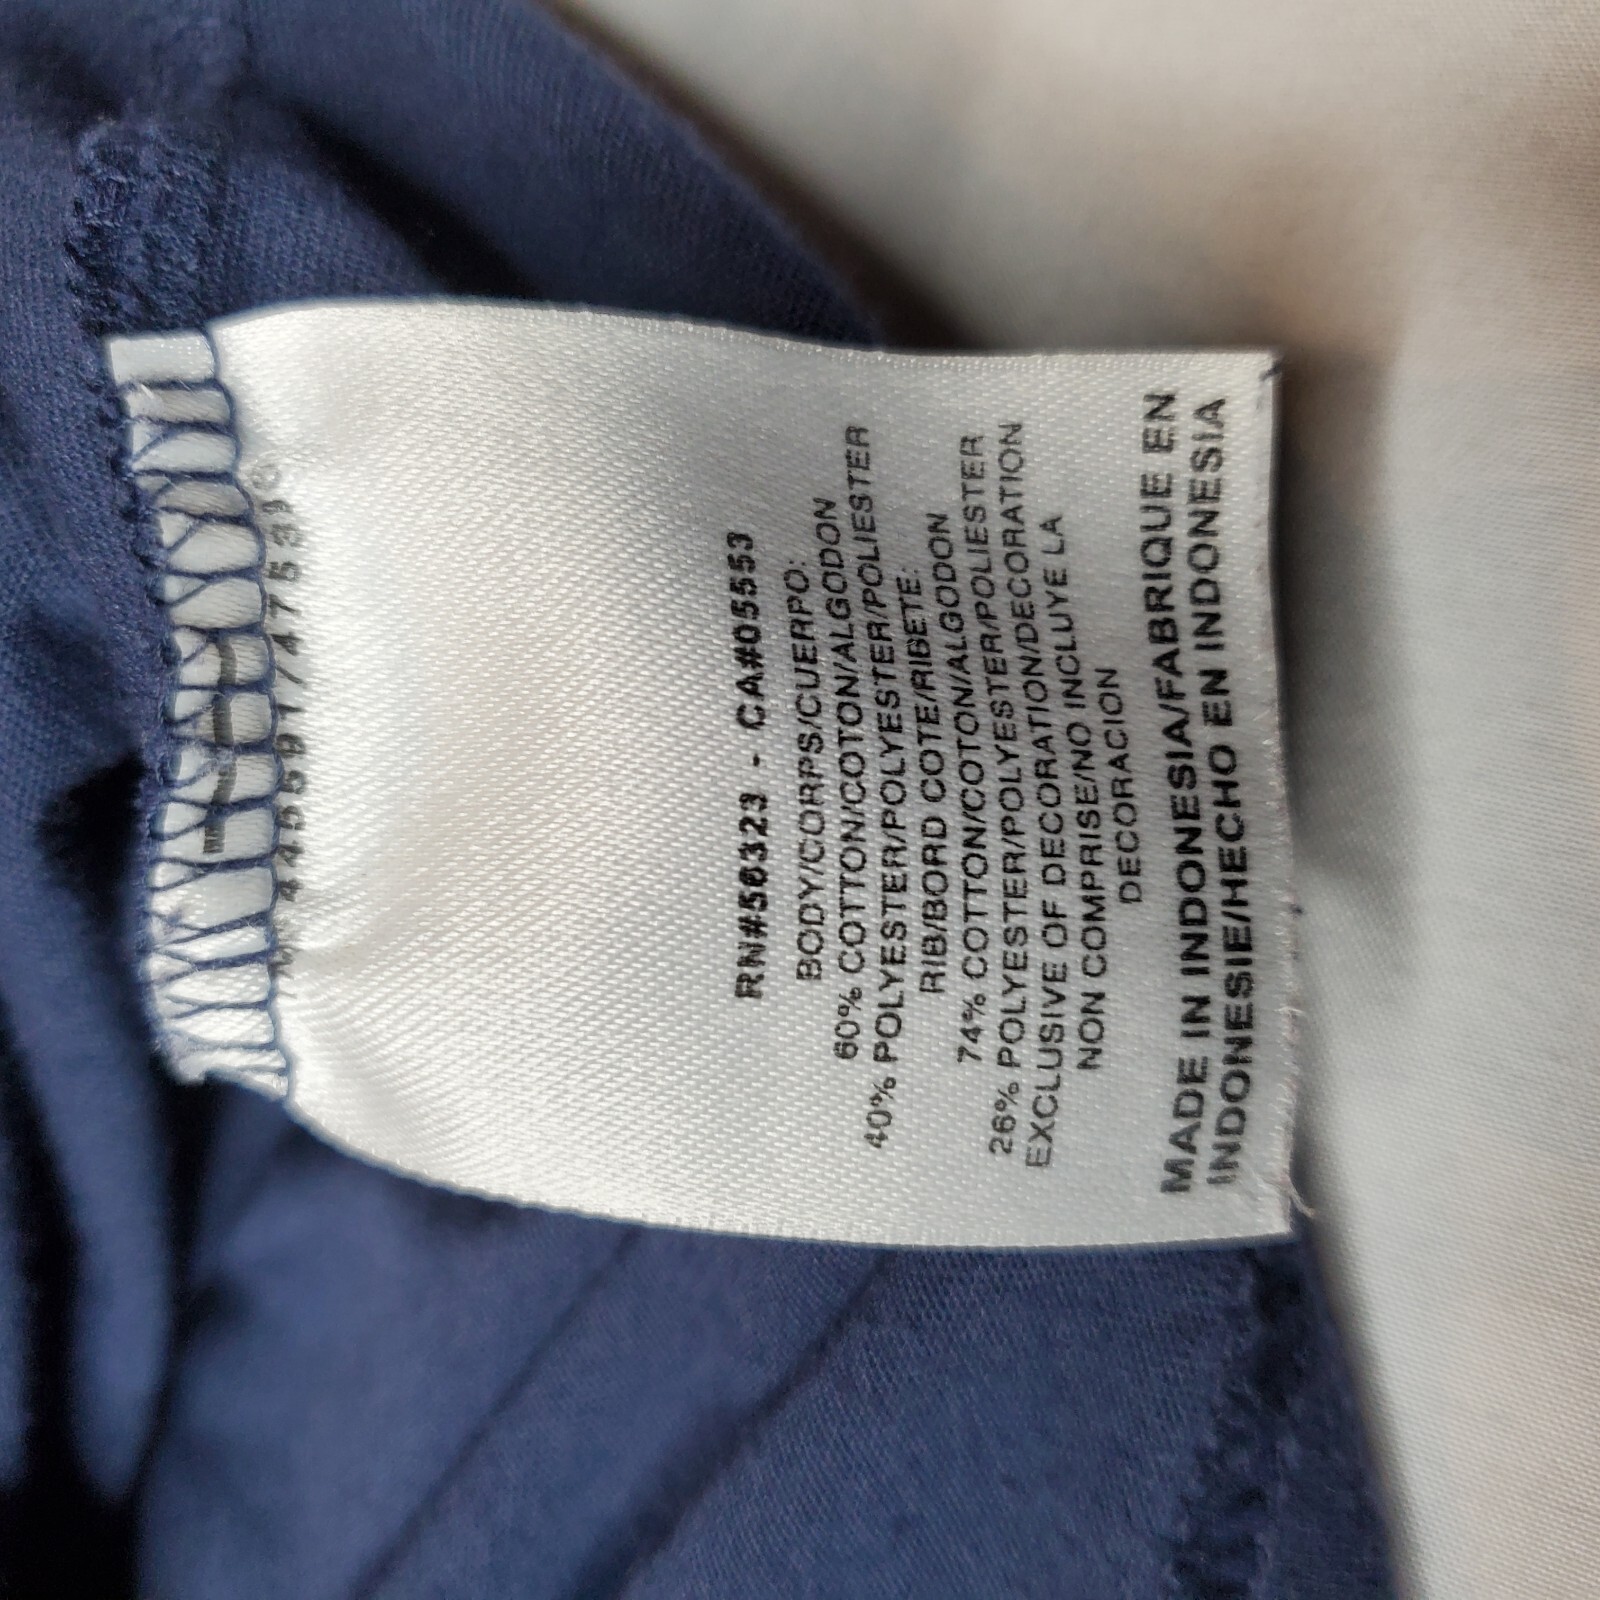 RN#56323 - CA#05553
BODY/CORPS/CUERPO:
60% COTTON/COTON/ALGODON
40% POLYESTER/POLYESTER/POLIESTER
RIB/BORD COTE/RIBETE:
74% COTTON/COTON/ALGODON
26% POLYESTER/POLYESTER/POLIESTER
EXCLUSIVE OF DECORATION/DECORATION
NON COMPRISE/NO INCLUYE LA
DECORACION
MADE IN INDONESIA/FABRIQUE EN
INDONESIE/HECHO EN INDONESIA